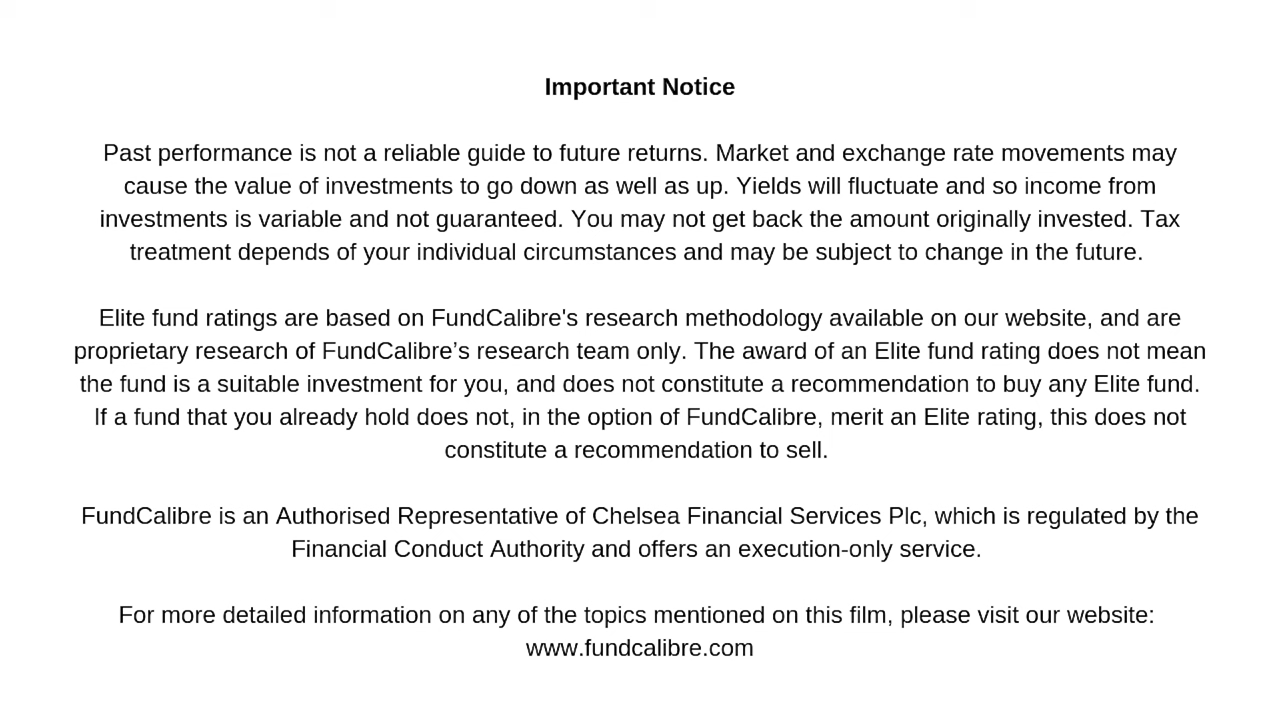 Important Notice
Past performance is not a reliable guide to future returns. Market and exchange rate movements may
cause the value of investments to go down as well as up. Yields will fluctuate and so income from
investments is variable and not guaranteed. You may not get back the amount originally invested. Tax
treatment depends of your individual circumstances and may be subject to change in the future.
Elite fund ratings are based on FundCalibre's research methodology available on our website, and are
proprietary research of FundCalibre’s research team only. The award of an Elite fund rating does not mean
the fund is a suitable investment for you, and does not constitute a recommendation to buy any Elite fund.
If a fund that you already hold does not, in the option of FundCalibre, merit an Elite rating, this does not
constitute a recommendation to sell.
FundCalibre is an Authorised Representative of Chelsea Financial Services Plc, which is regulated by the
Financial Conduct Authority and offers an execution-only service.
For more detailed information on any of the topics mentioned on this film, please visit our website:
www.fundcalibre.com